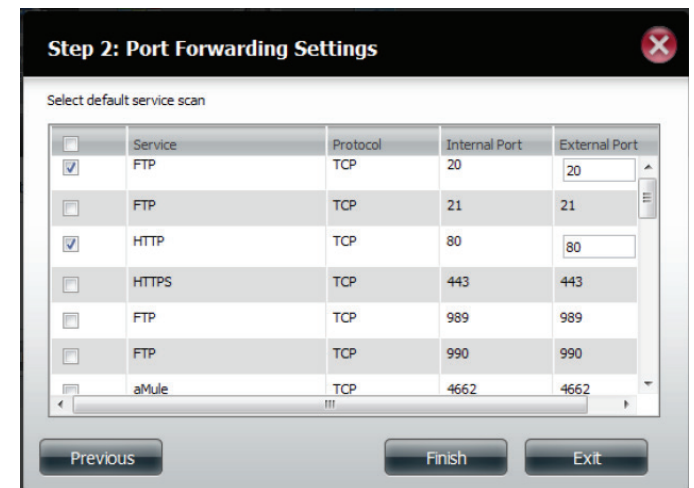 Step 2: Port Forwarding Settings
Select default service scan
Service Protocol Internal Port External Port
FTP TCP 20 20
FTP TCP 21 21
HTTP TCP 80 80
HTTPS TCP 443 443
FTP TCP 989 989
FTP TCP 990 990
aMule TCP 4662 4662
Previous Finish Exit